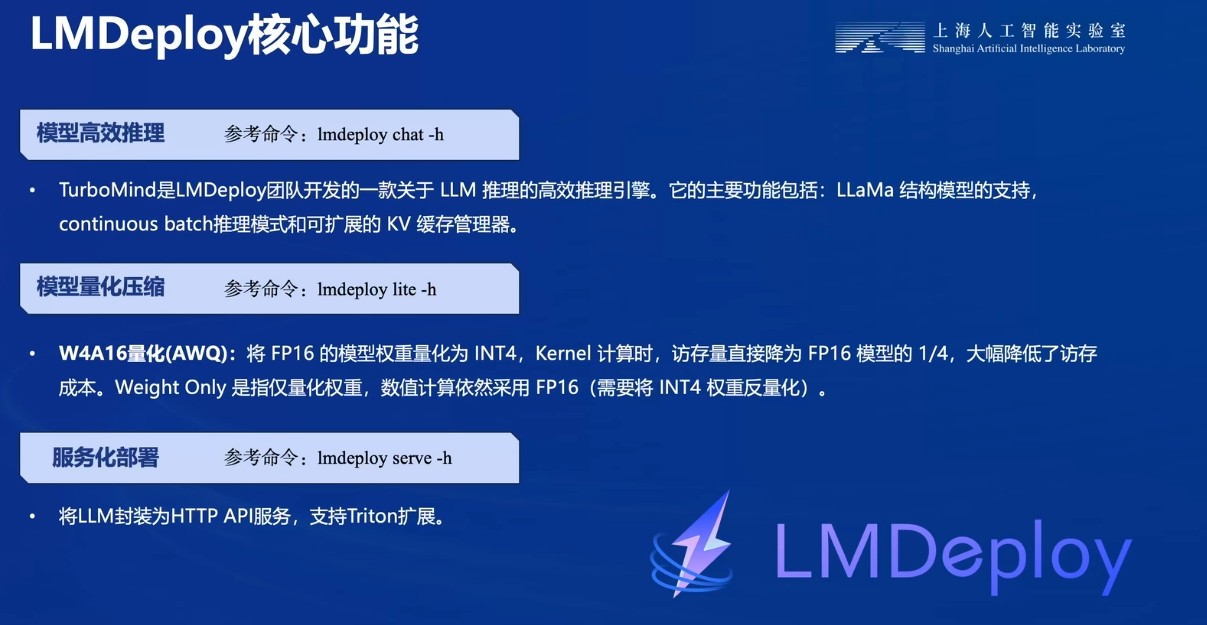 LMDeploy核心功能
上海人工智能实验室
Shanghai Artificial Intelligence Laboratory
模型高效推理 参考命令：lmdeploy chat -h
• TurboMind是LMDeploy团队开发的一款关于 LLM 推理的高效推理引擎。它的主要功能包括：LLaMa 结构模型的支持，
continuous batch推理模式和可扩展的 KV 缓存管理器。
模型量化压缩 参考命令：lmdeploy lite -h
• W4A16量化(AWQ)：将 FP16 的模型权重量化为 INT4，Kernel 计算时，访存量直接降为 FP16 模型的 1/4，大幅降低了访存
成本。Weight Only 是指仅量化权重，数值计算依然采用 FP16（需要将 INT4 权重反量化）。
服务化部署 参考命令：lmdeploy serve -h
• 将LLM封装为HTTP API服务，支持Triton扩展。
LMDeploy